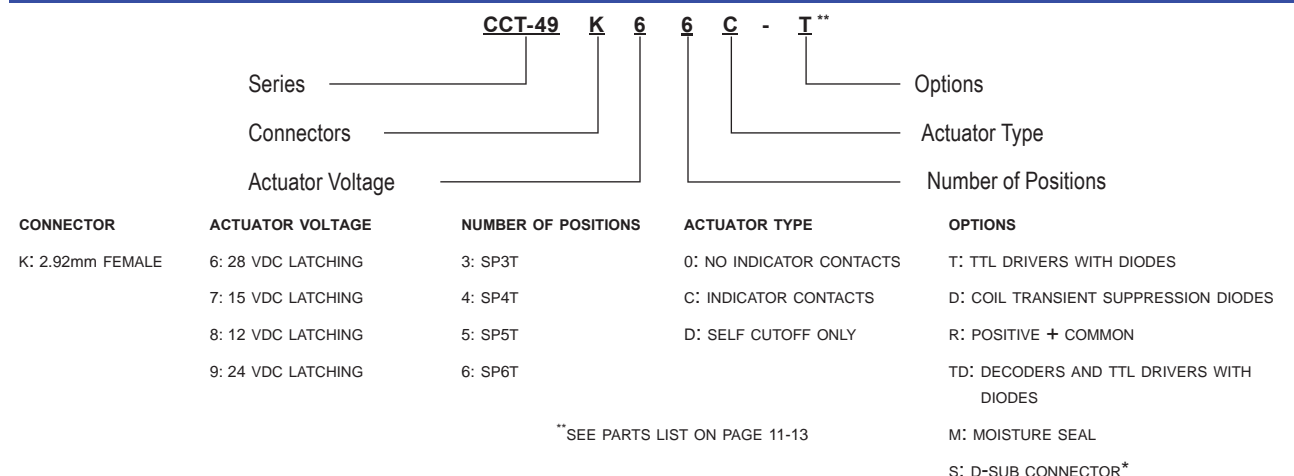 CCT-49 K 6 6 C - T**
Series
Options
Connectors
Actuator Type
Actuator Voltage
Number of Positions
CONNECTOR
K: 2.92mm FEMALE
ACTUATOR VOLTAGE
6: 28 VDC LATCHING
7: 15 VDC LATCHING
8: 12 VDC LATCHING
9: 24 VDC LATCHING
NUMBER OF POSITIONS
3: SP3T
4: SP4T
5: SP5T
6: SP6T
ACTUATOR TYPE
0: NO INDICATOR CONTACTS
C: INDICATOR CONTACTS
D: SELF CUTOFF ONLY
OPTIONS
T: TTL DRIVERS WITH DIODES
D: COIL TRANSIENT SUPPRESSION DIODES
R: POSITIVE + COMMON
TD: DECODERS AND TTL DRIVERS WITH
DIODES
M: MOISTURE SEAL
S: D-SUB CONNECTOR*
**SEE PARTS LIST ON PAGE 11-13